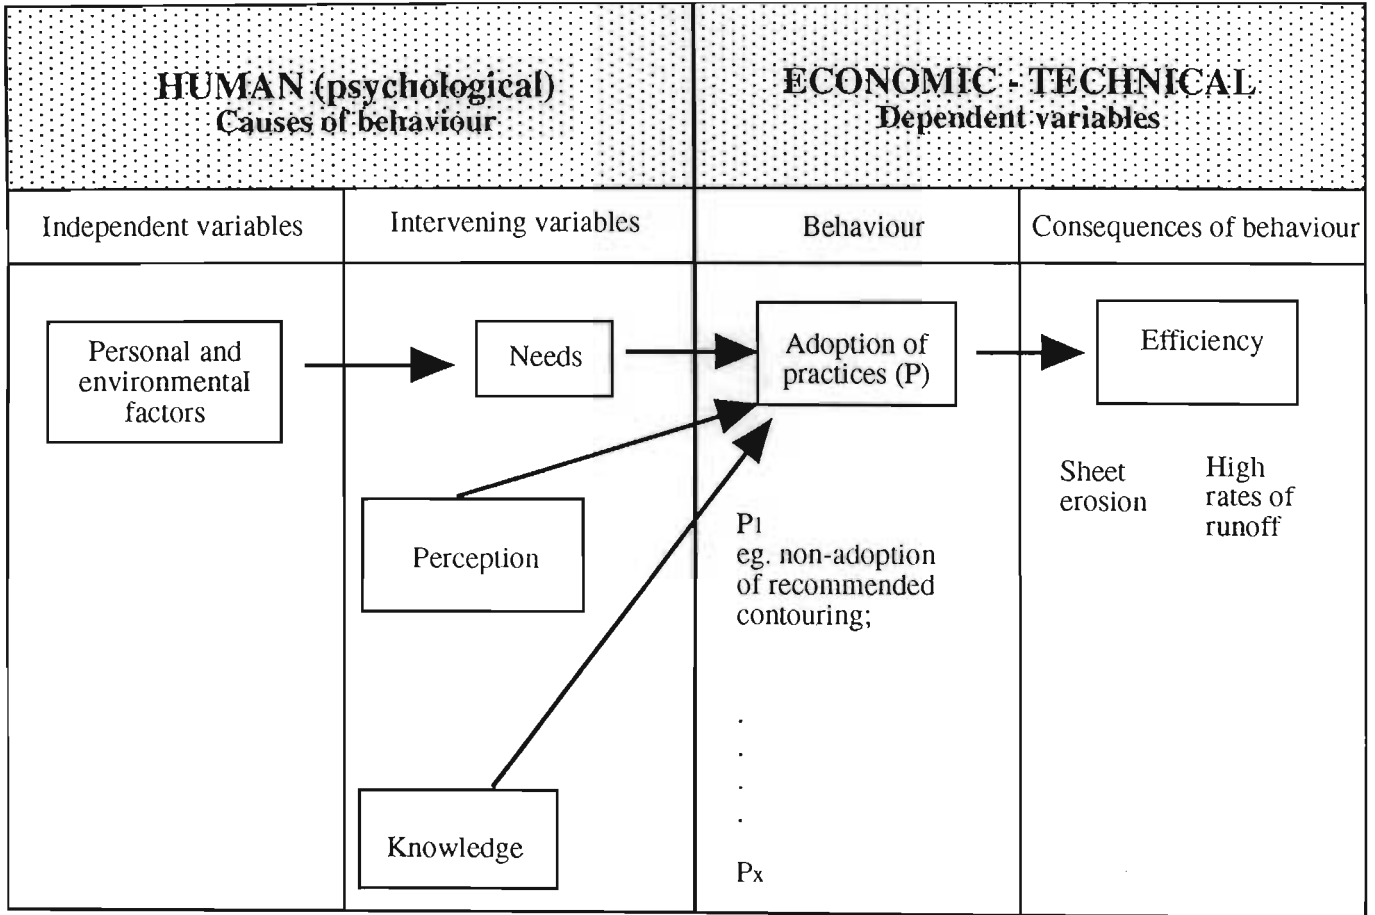 HUMAN (psychological)
Causes of behaviour
ECONOMIC - TECHNICAL
Dependent variables
Independent variables
Intervening variables
Behaviour
Consequences of behaviour
Personal and
environmental
factors
Needs
Perception
Knowledge
Adoption of
practices (P)
P1
eg. non-adoption
of recommended
contouring;
.
.
.
.
Px
Efficiency
Sheet
erosion
High
rates of
runoff